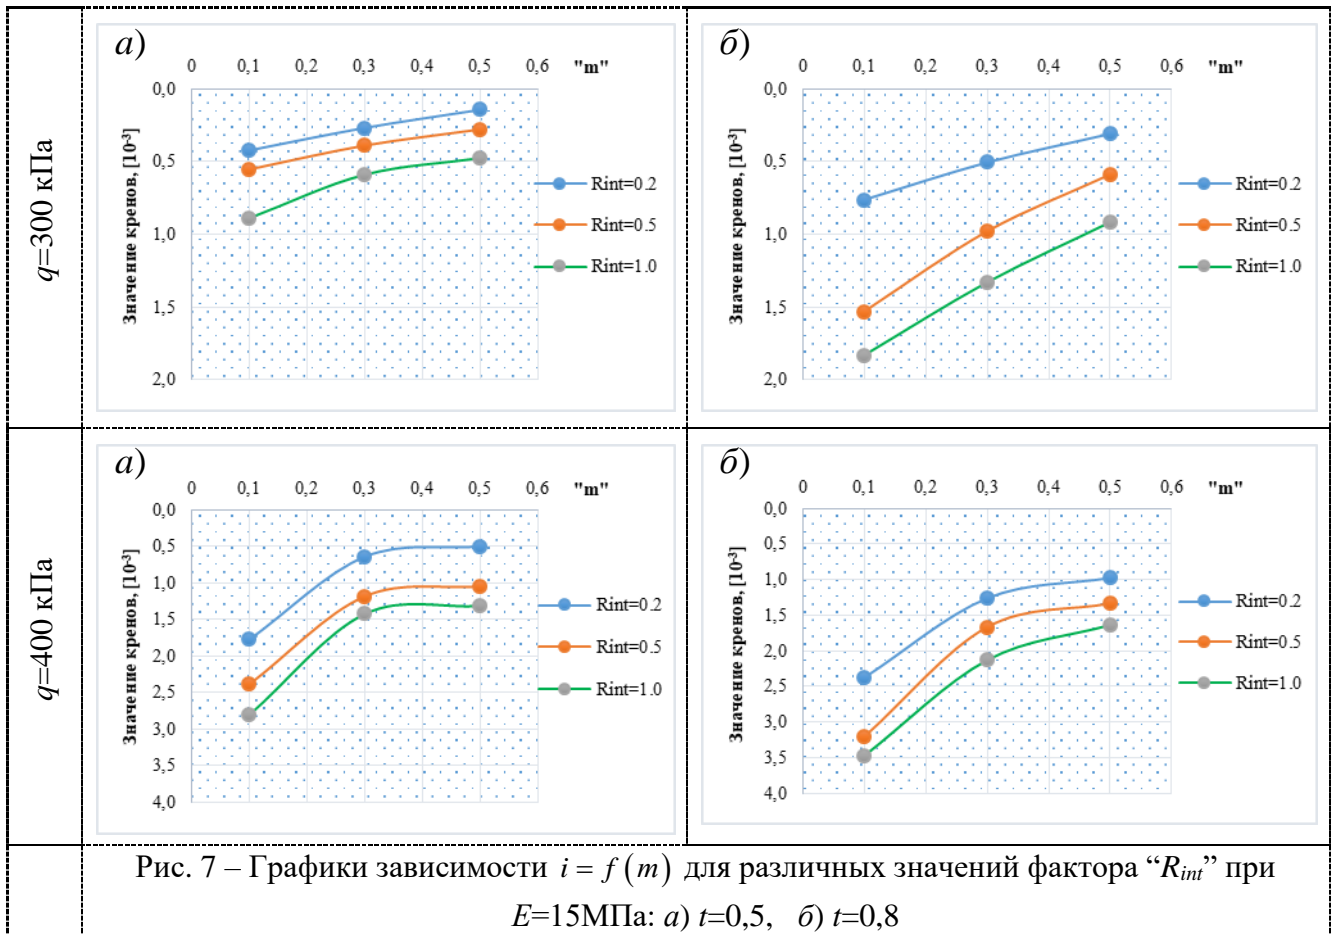 q=300 кПа
а)
0 0,1 0,2 0,3 0,4 0,5 0,6 "m"
0,0
0,5
1,0
1,5
2,0
Значение кренов, [10⁻³]
Rint=0.2
Rint=0.5
Rint=1.0
б)
0 0,1 0,2 0,3 0,4 0,5 0,6 "m"
0,0
0,5
1,0
1,5
2,0
Значение кренов, [10⁻³]
Rint=0.2
Rint=0.5
Rint=1.0
q=400 кПа
а)
0 0,1 0,2 0,3 0,4 0,5 0,6 "m"
0,0
0,5
1,0
1,5
2,0
2,5
3,0
3,5
4,0
Значение кренов, [10⁻³]
Rint=0.2
Rint=0.5
Rint=1.0
б)
0 0,1 0,2 0,3 0,4 0,5 0,6 "m"
0,0
0,5
1,0
1,5
2,0
2,5
3,0
3,5
4,0
Значение кренов, [10⁻³]
Rint=0.2
Rint=0.5
Rint=1.0
Рис. 7 – Графики зависимости i = f (m) для различных значений фактора “Rint” при
E=15МПа: а) t=0,5, б) t=0,8